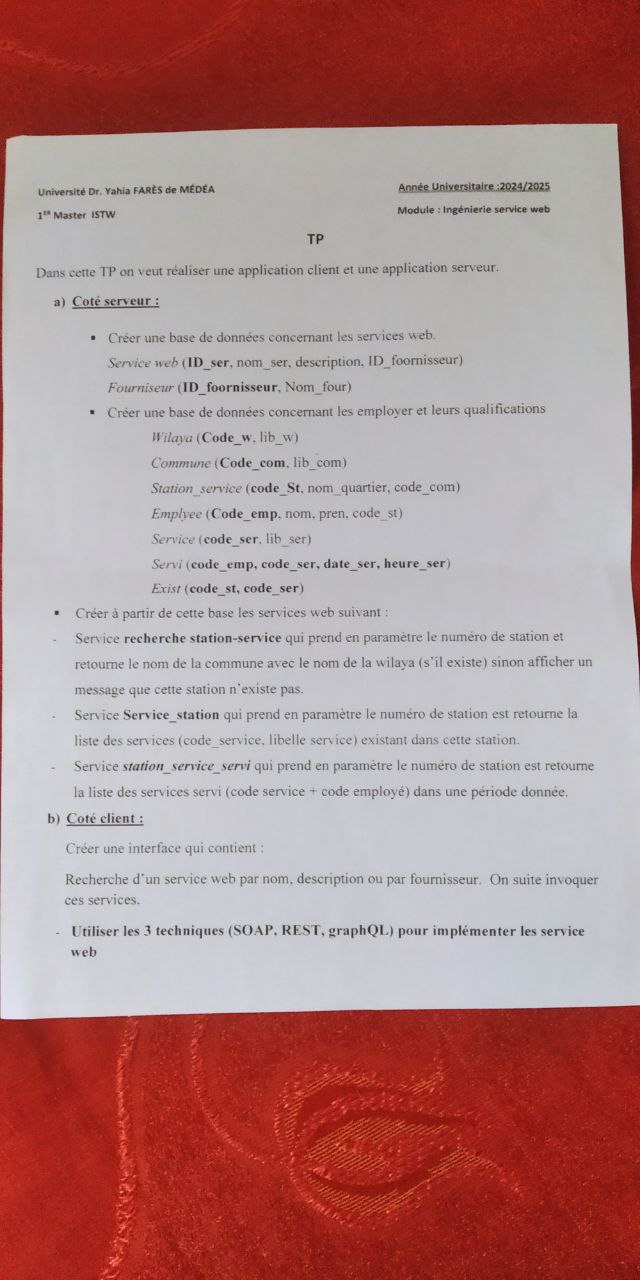 Université Dr. Yahia FARÈS de MÉDÉA
Année Universitaire :2024/2025
1ER Master ISTW
Module : Ingénierie service web
TP
Dans cette TP on veut réaliser une application client et une application serveur.
a) Coté serveur :
▪ Créer une base de données concernant les services web.
Service web (ID_ser, nom_ser, description, ID_foornisseur)
Fourniseur (ID_foornisseur, Nom_four)
▪ Créer une base de données concernant les employer et leurs qualifications
Wilaya (Code_w, lib_w)
Commune (Code_com, lib_com)
Station_service (code_St, nom_quartier, code_com)
Emplyee (Code_emp, nom, pren, code_st)
Service (code_ser, lib_ser)
Servi (code_emp, code_ser, date_ser, heure_ser)
Exist (code_st, code_ser)
▪ Créer à partir de cette base les services web suivant :
- Service recherche station-service qui prend en paramètre le numéro de station et
retourne le nom de la commune avec le nom de la wilaya (s'il existe) sinon afficher un
message que cette station n'existe pas.
- Service Service_station qui prend en paramètre le numéro de station est retourne la
liste des services (code_service, libelle service) existant dans cette station.
- Service station_service_servi qui prend en paramètre le numéro de station est retourne
la liste des services servi (code service + code employé) dans une période donnée.
b) Coté client :
Créer une interface qui contient :
Recherche d'un service web par nom, description ou par fournisseur. On suite invoquer
ces services.
- Utiliser les 3 techniques (SOAP, REST, graphQL) pour implémenter les service
web